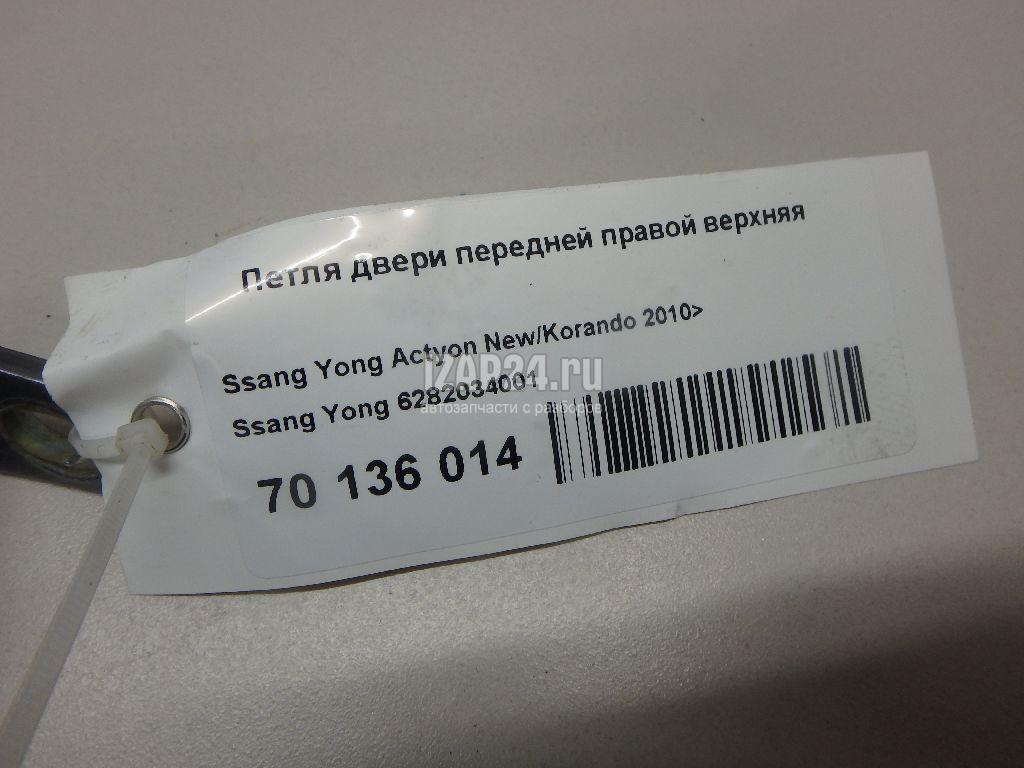 Петля двери передней правой верхняя
Ssang Yong Actyon New/Korando 2010>
Ssang Yong 6282034001
70 136 014
IZAP24.ru
автозапчасти с разборов